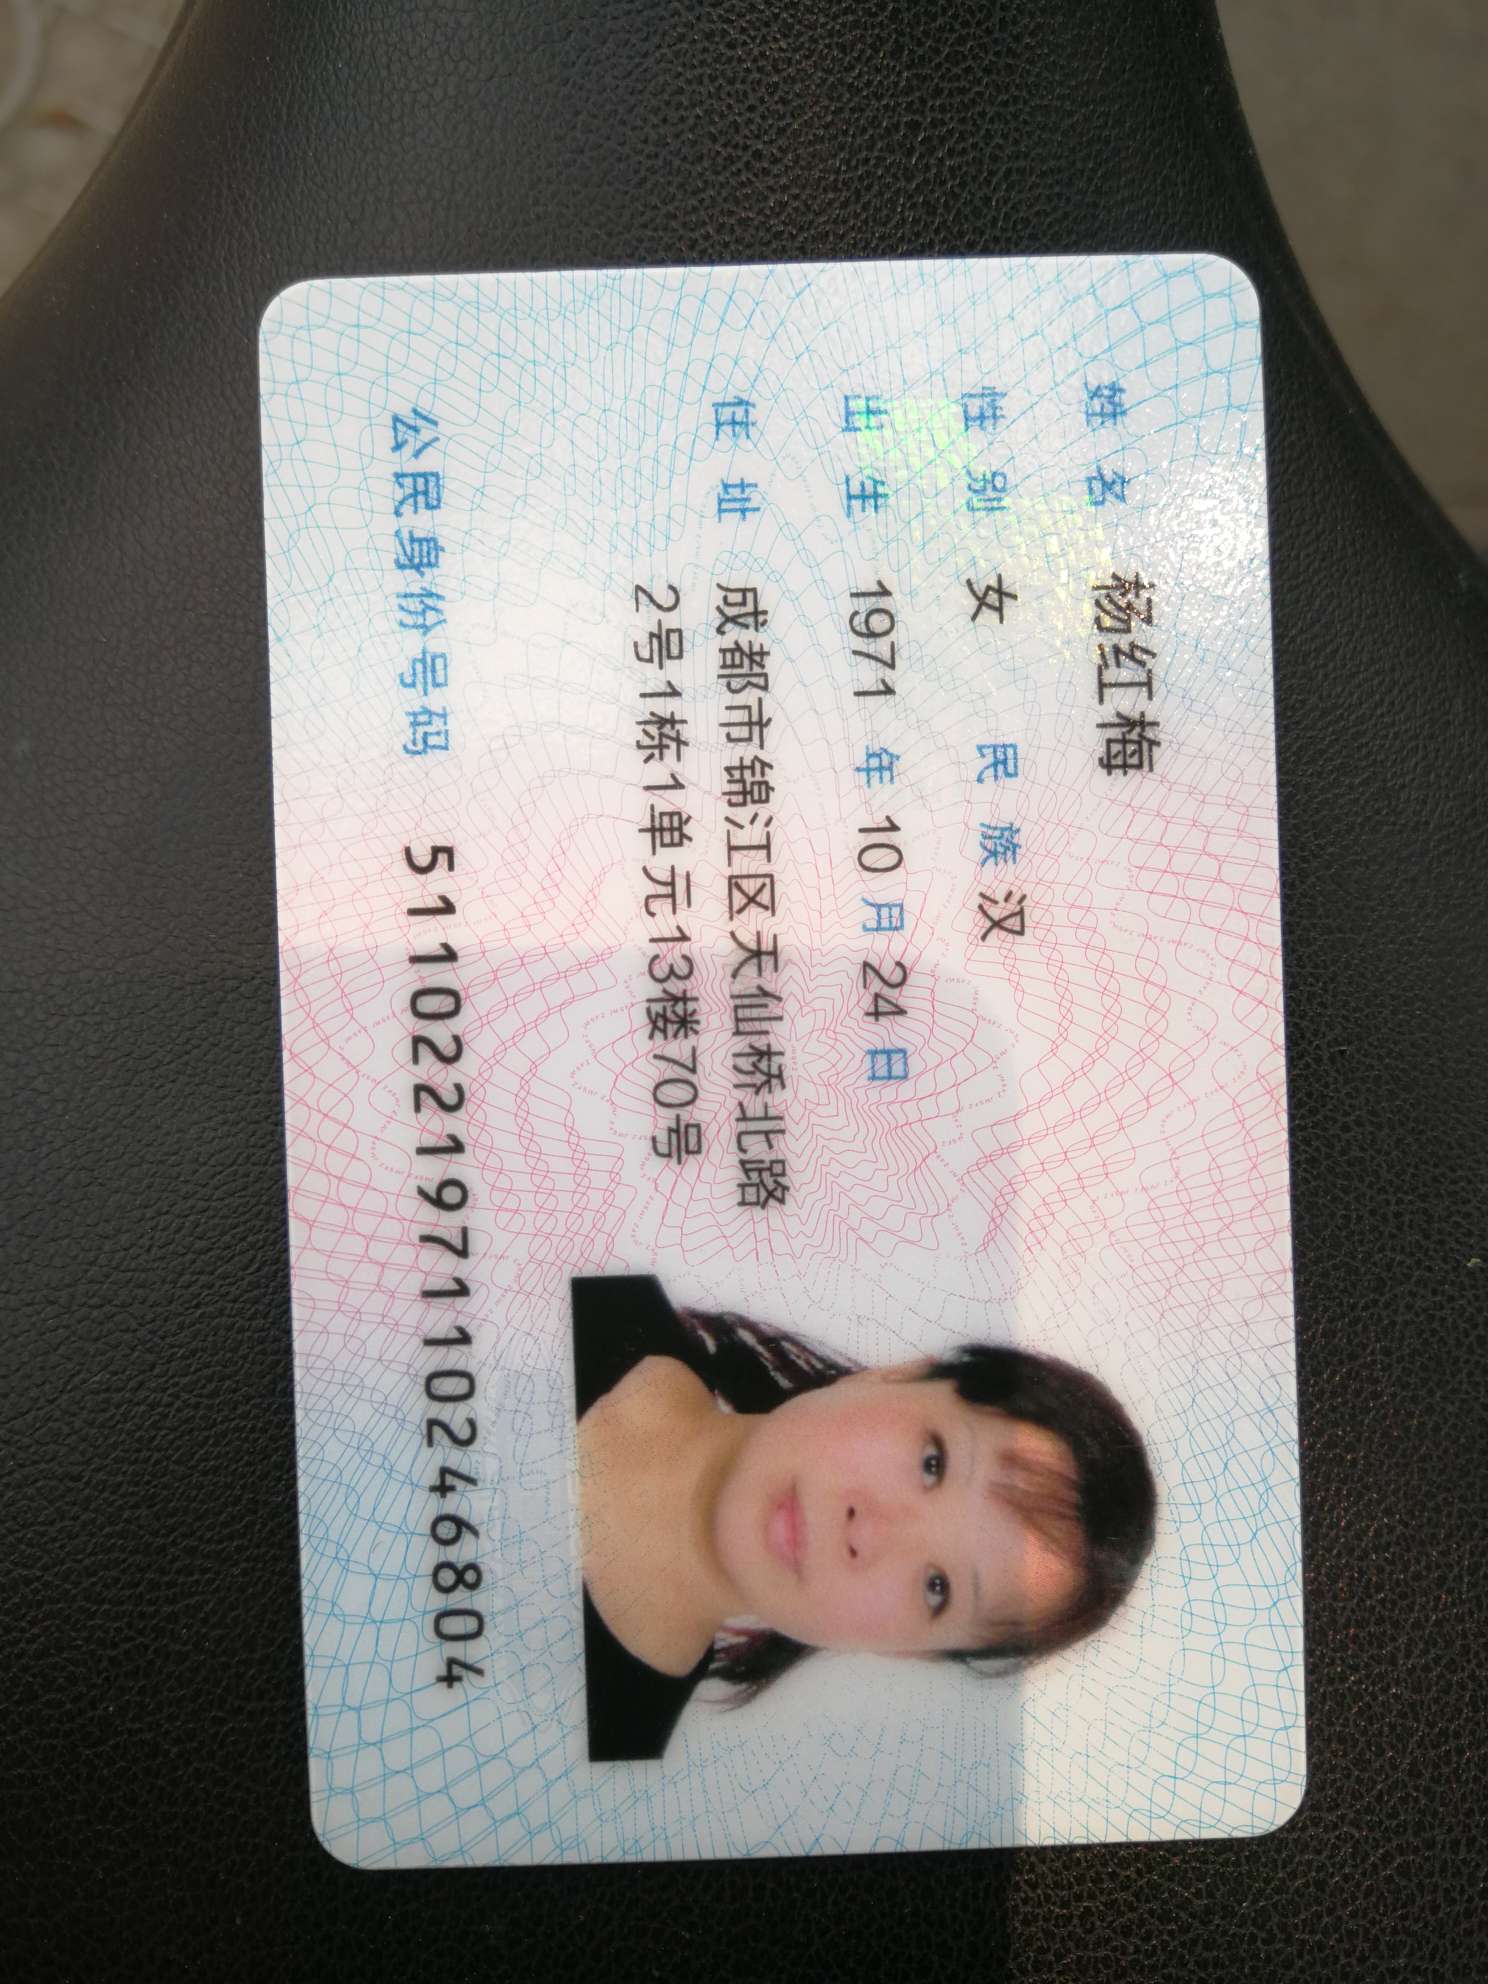 姓名 杨红梅
性别 女 民族 汉
出生 1971 年 10 月 24 日
住址 成都市锦江区天仙桥北路
2号1栋1单元13楼70号
公民身份号码 511022197110246804